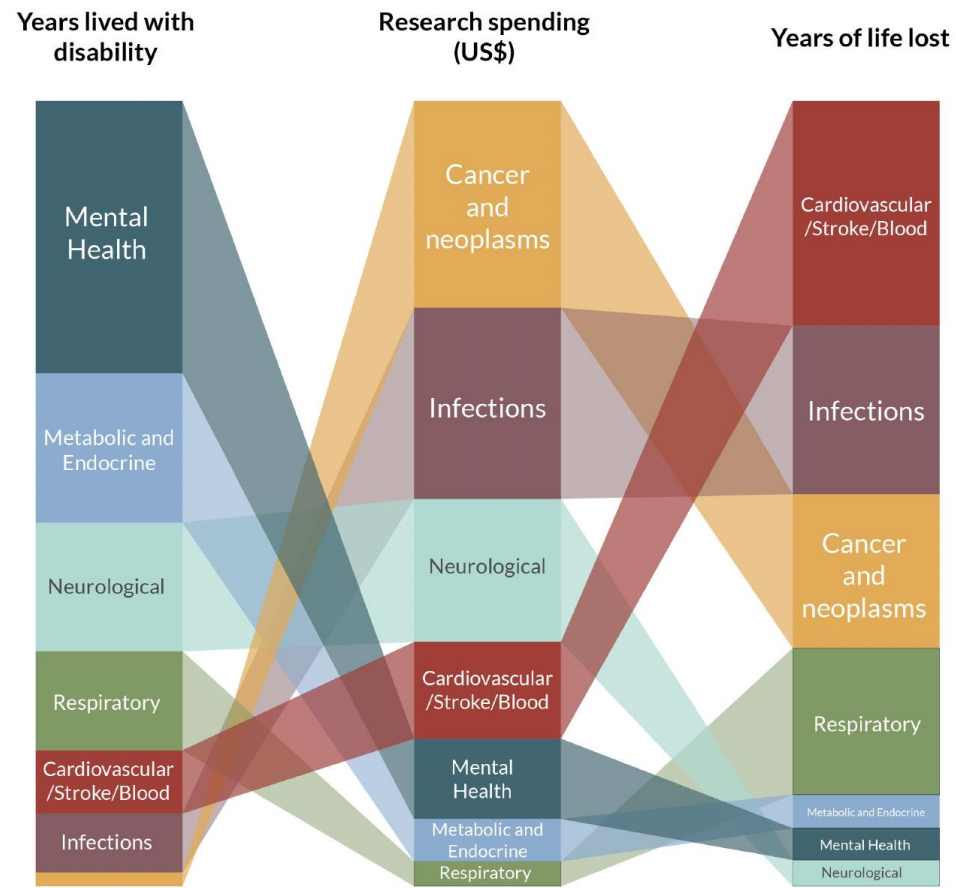 Years lived with
disability
Research spending
(US$)
Years of life lost
Mental
Health
Metabolic and
Endocrine
Neurological
Respiratory
Cardiovascular
/Stroke/Blood
Infections
Cancer
and
neoplasms
Infections
Neurological
Cardiovascular
/Stroke/Blood
Mental
Health
Metabolic and
Endocrine
Respiratory
Cardiovascular
/Stroke/Blood
Infections
Cancer
and
neoplasms
Respiratory
Metabolic and Endocrine
Mental Health
Neurological